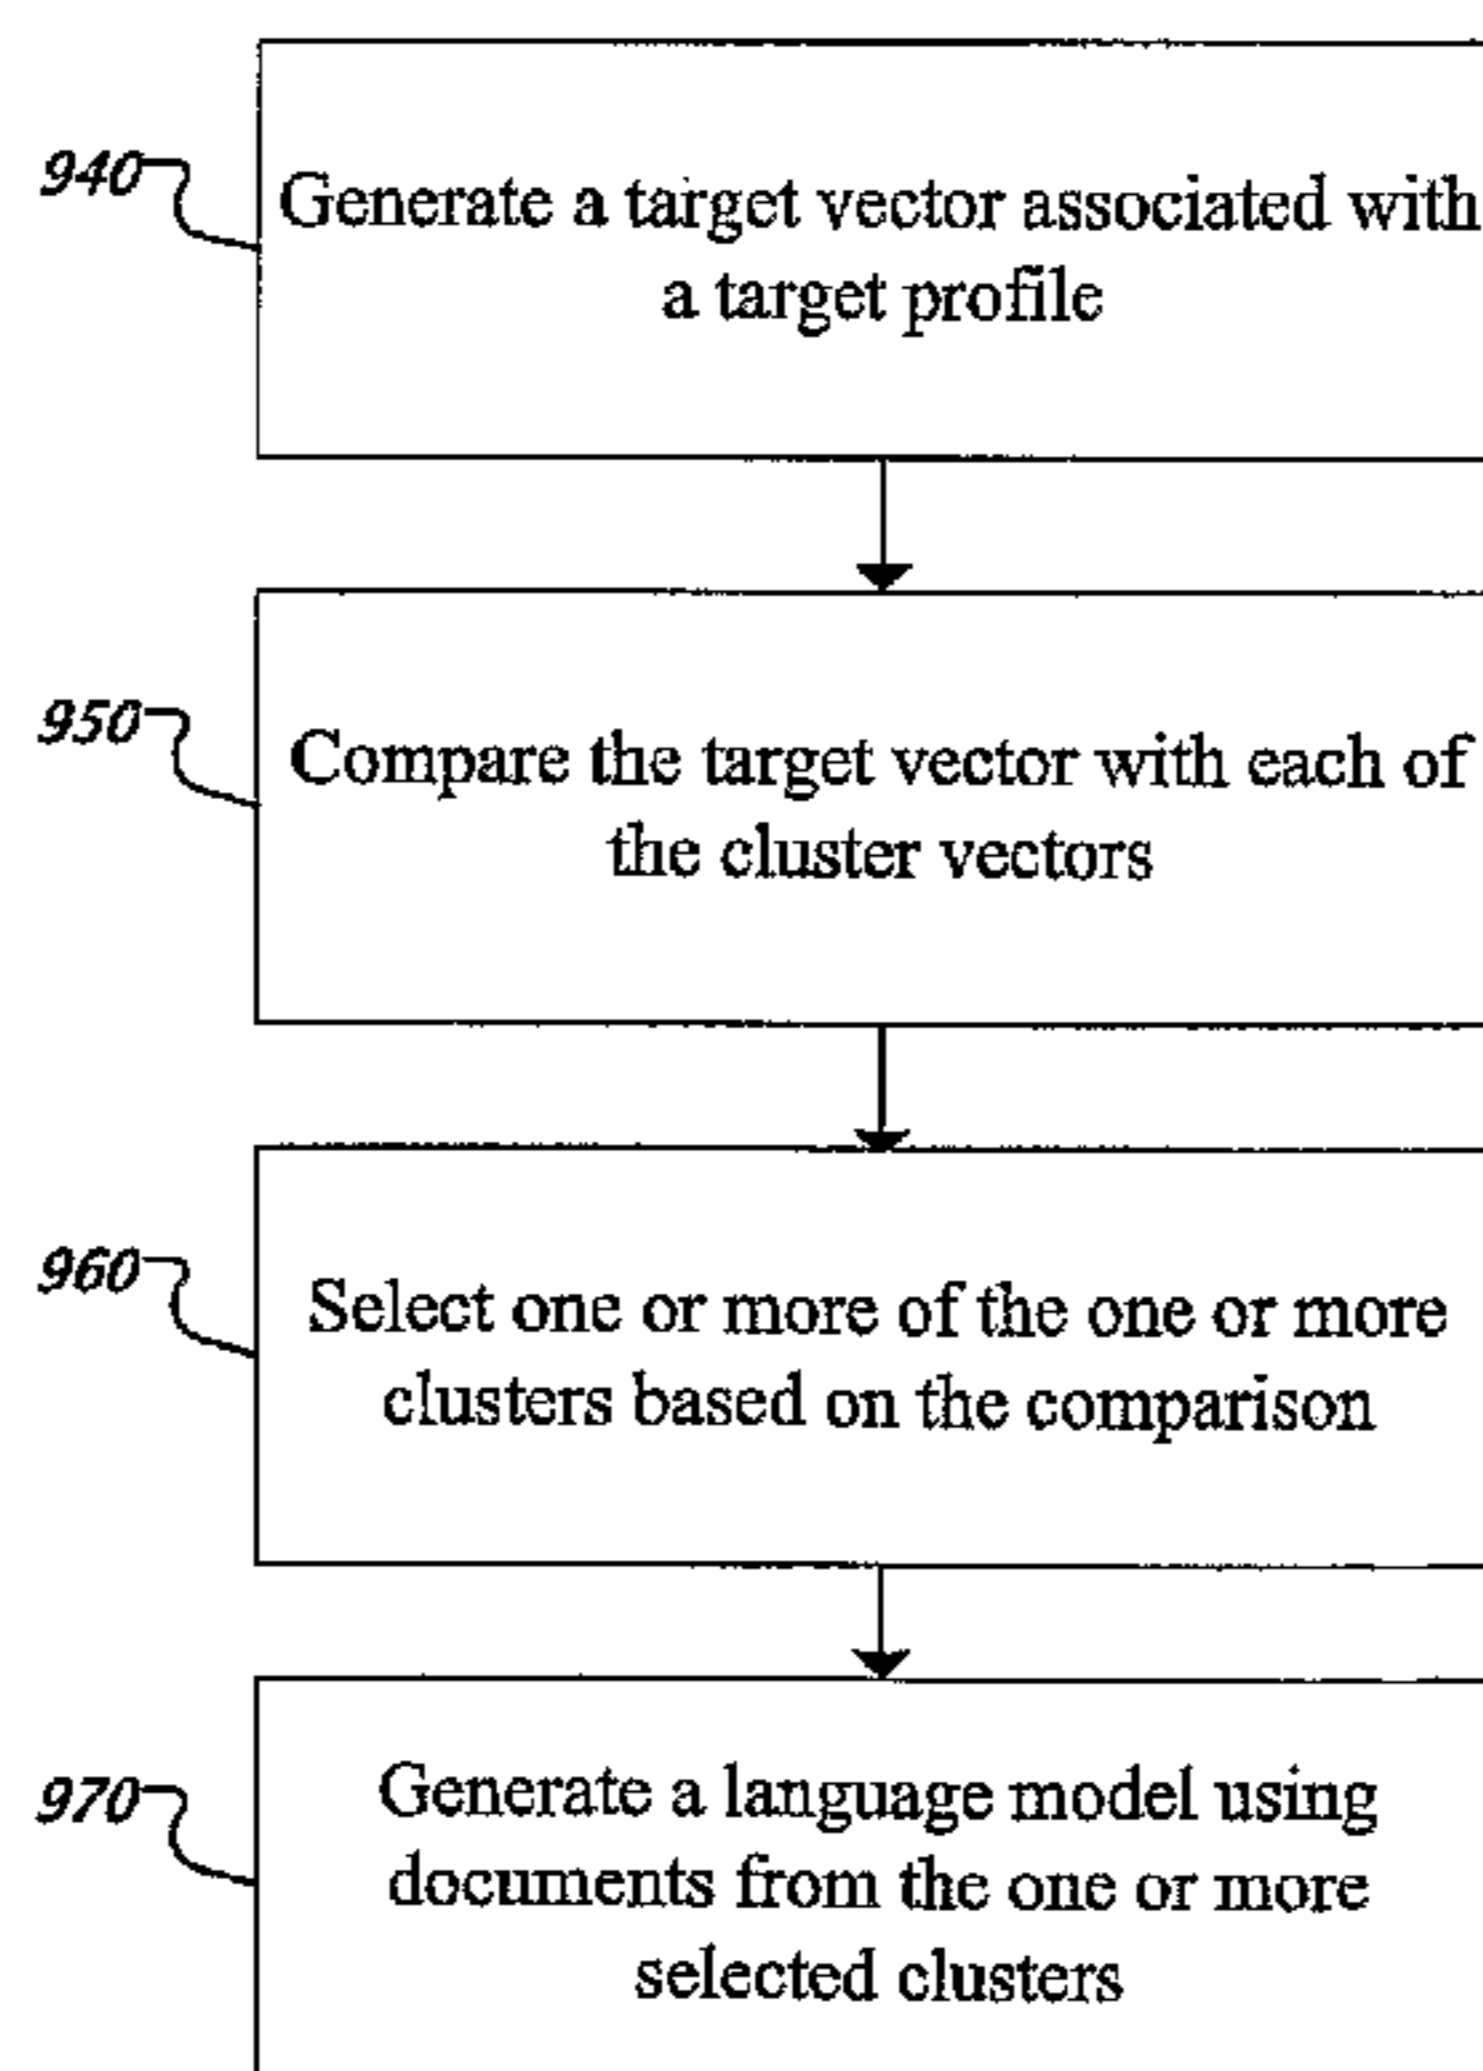 940
Generate a target vector associated with
a target profile
950
Compare the target vector with each of
the cluster vectors
960
Select one or more of the one or more
clusters based on the comparison
970
Generate a language model using
documents from the one or more
selected clusters